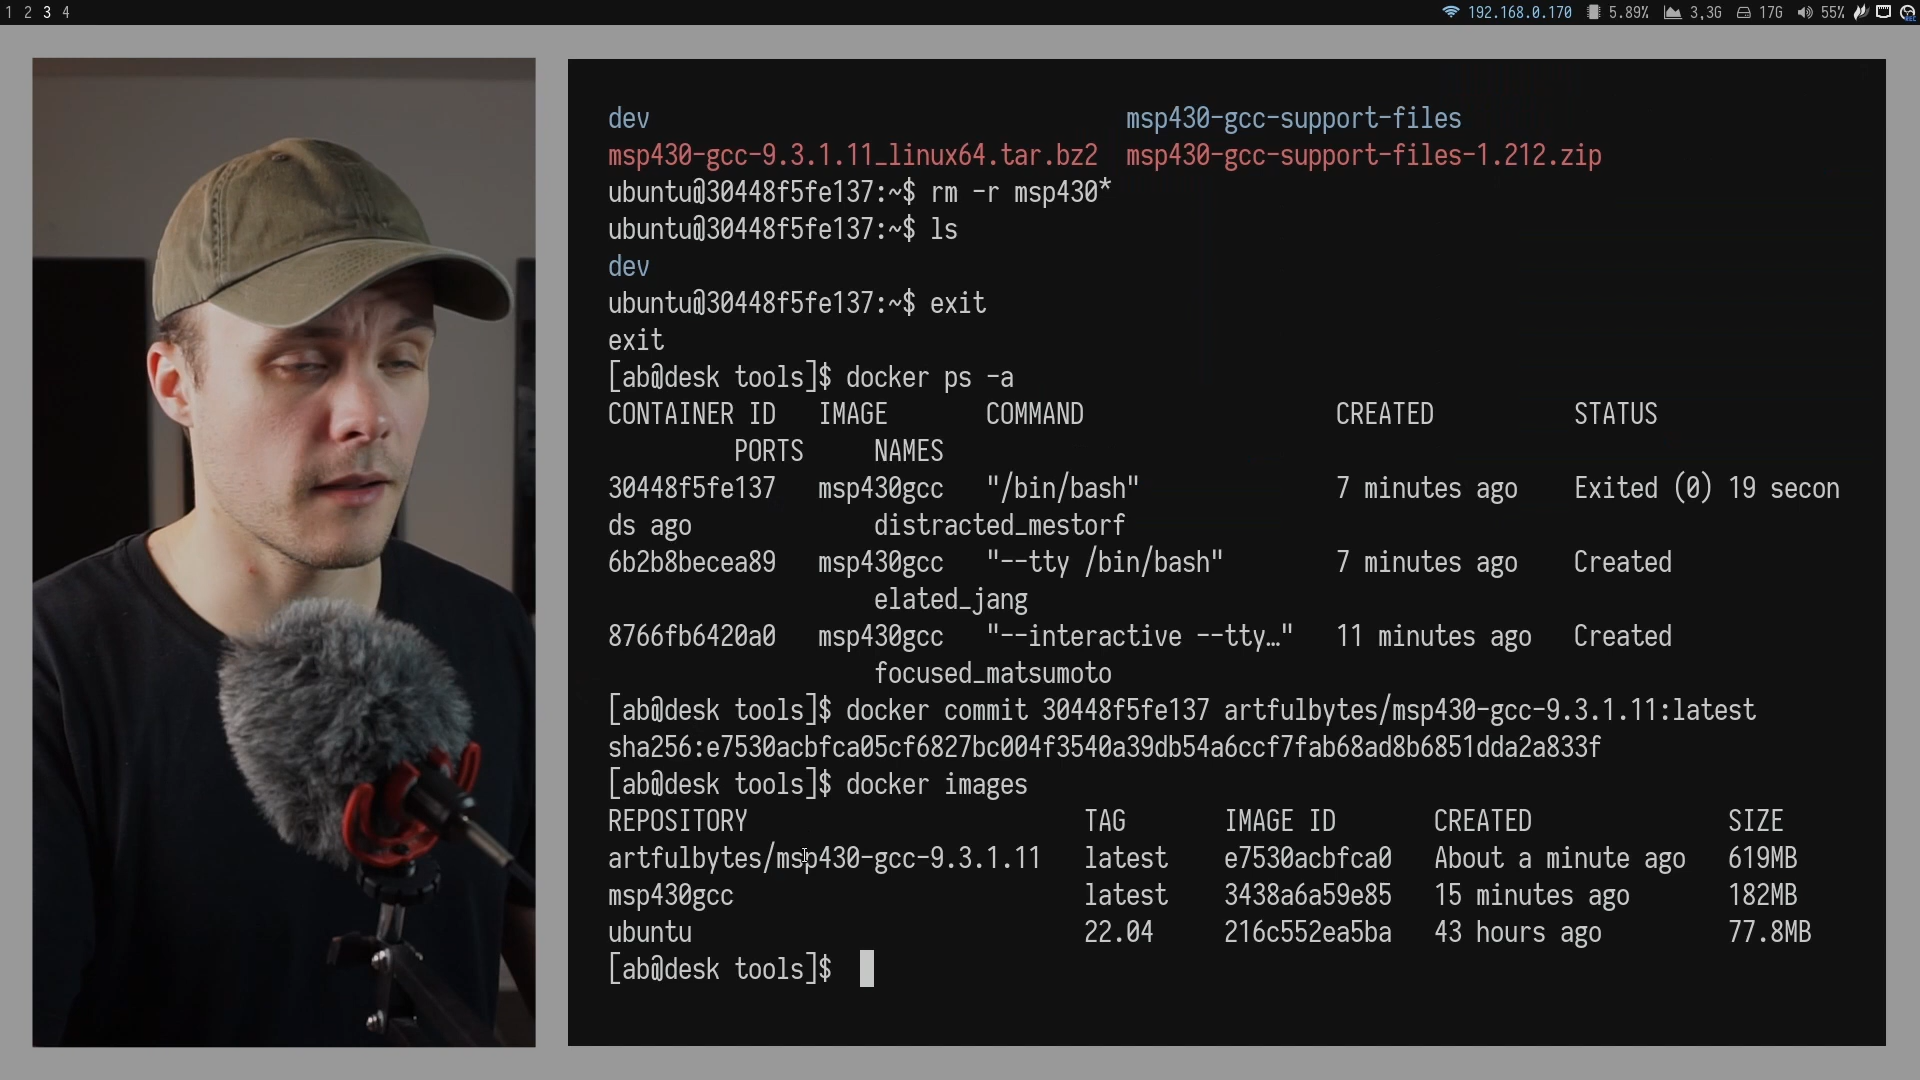 1 2 3 4 192.168.0.170 5.89% 3,3G 17G 55%
dev msp430-gcc-support-files
msp430-gcc-9.3.1.11_linux64.tar.bz2 msp430-gcc-support-files-1.212.zip
ubuntu@30448f5fe137:~$ rm -r msp430*
ubuntu@30448f5fe137:~$ ls
dev
ubuntu@30448f5fe137:~$ exit
exit
[ab@desk tools]$ docker ps -a
CONTAINER ID IMAGE COMMAND CREATED STATUS
PORTS NAMES
30448f5fe137 msp430gcc "/bin/bash" 7 minutes ago Exited (0) 19 secon
ds ago distracted_mestorf
6b2b8becea89 msp430gcc "--tty /bin/bash" 7 minutes ago Created
elated_jang
8766fb6420a0 msp430gcc "--interactive --tty…" 11 minutes ago Created
focused_matsumoto
[ab@desk tools]$ docker commit 30448f5fe137 artfulbytes/msp430-gcc-9.3.1.11:latest
sha256:e7530acbfca05cf6827bc004f3540a39db54a6ccf7fab68ad8b6851dda2a833f
[ab@desk tools]$ docker images
REPOSITORY TAG IMAGE ID CREATED SIZE
artfulbytes/msp430-gcc-9.3.1.11 latest e7530acbfca0 About a minute ago 619MB
msp430gcc latest 3438a6a59e85 15 minutes ago 182MB
ubuntu 22.04 216c552ea5ba 43 hours ago 77.8MB
[ab@desk tools]$